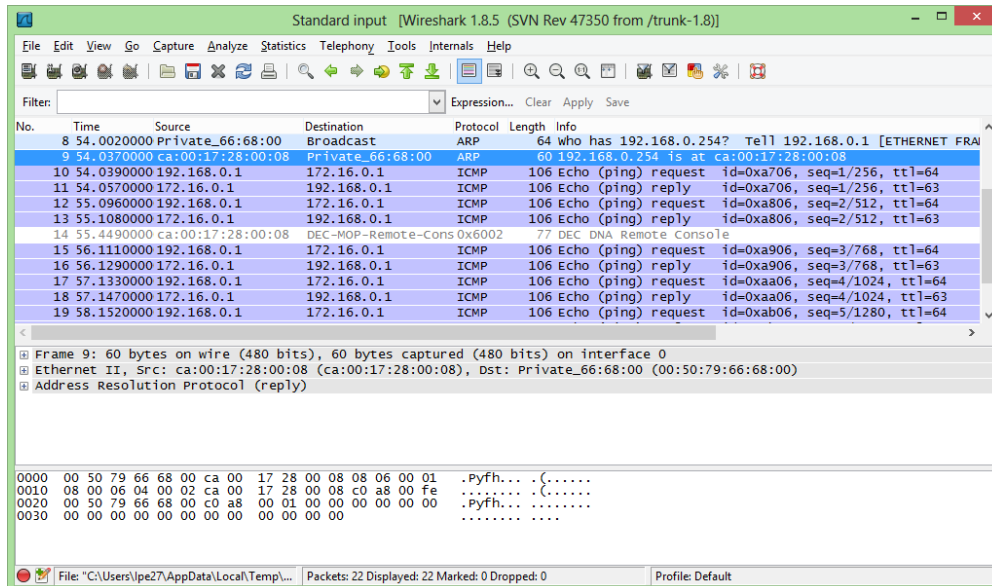 Standard input [Wireshark 1.8.5 (SVN Rev 47350 from /trunk-1.8)]
File Edit View Go Capture Analyze Statistics Telephony Tools Internals Help
Filter: Expression... Clear Apply Save
No. Time Source Destination Protocol Length Info
8 54.0020000 Private_66:68:00 Broadcast ARP 64 Who has 192.168.0.254? Tell 192.168.0.1 [ETHERNET FRA
9 54.0370000 ca:00:17:28:00:08 Private_66:68:00 ARP 60 192.168.0.254 is at ca:00:17:28:00:08
10 54.0390000 192.168.0.1 172.16.0.1 ICMP 106 Echo (ping) request id=0xa706, seq=1/256, ttl=64
11 54.0570000 172.16.0.1 192.168.0.1 ICMP 106 Echo (ping) reply id=0xa706, seq=1/256, ttl=63
12 55.0960000 192.168.0.1 172.16.0.1 ICMP 106 Echo (ping) request id=0xa806, seq=2/512, ttl=64
13 55.1080000 172.16.0.1 192.168.0.1 ICMP 106 Echo (ping) reply id=0xa806, seq=2/512, ttl=63
14 55.4490000 ca:00:17:28:00:08 DEC-MOP-Remote-Cons 0x6002 77 DEC DNA Remote Console
15 56.1110000 192.168.0.1 172.16.0.1 ICMP 106 Echo (ping) request id=0xa906, seq=3/768, ttl=64
16 56.1290000 172.16.0.1 192.168.0.1 ICMP 106 Echo (ping) reply id=0xa906, seq=3/768, ttl=63
17 57.1330000 192.168.0.1 172.16.0.1 ICMP 106 Echo (ping) request id=0xaa06, seq=4/1024, ttl=64
18 57.1470000 172.16.0.1 192.168.0.1 ICMP 106 Echo (ping) reply id=0xaa06, seq=4/1024, ttl=63
19 58.1520000 192.168.0.1 172.16.0.1 ICMP 106 Echo (ping) request id=0xab06, seq=5/1280, ttl=64
Frame 9: 60 bytes on wire (480 bits), 60 bytes captured (480 bits) on interface 0
Ethernet II, Src: ca:00:17:28:00:08 (ca:00:17:28:00:08), Dst: Private_66:68:00 (00:50:79:66:68:00)
Address Resolution Protocol (reply)
0000 00 50 79 66 68 00 ca 00 17 28 00 08 08 06 00 01 .Pyfh... .(......
0010 08 00 06 04 00 02 ca 00 17 28 00 08 c0 a8 00 fe ........ .(......
0020 00 50 79 66 68 00 c0 a8 00 01 00 00 00 00 00 00 .Pyfh... ........
0030 00 00 00 00 00 00 00 00 00 00 00 00 ........ ....
File: "C:\Users\lpe27\AppData\Local\Temp\... Packets: 22 Displayed: 22 Marked: 0 Dropped: 0 Profile: Default